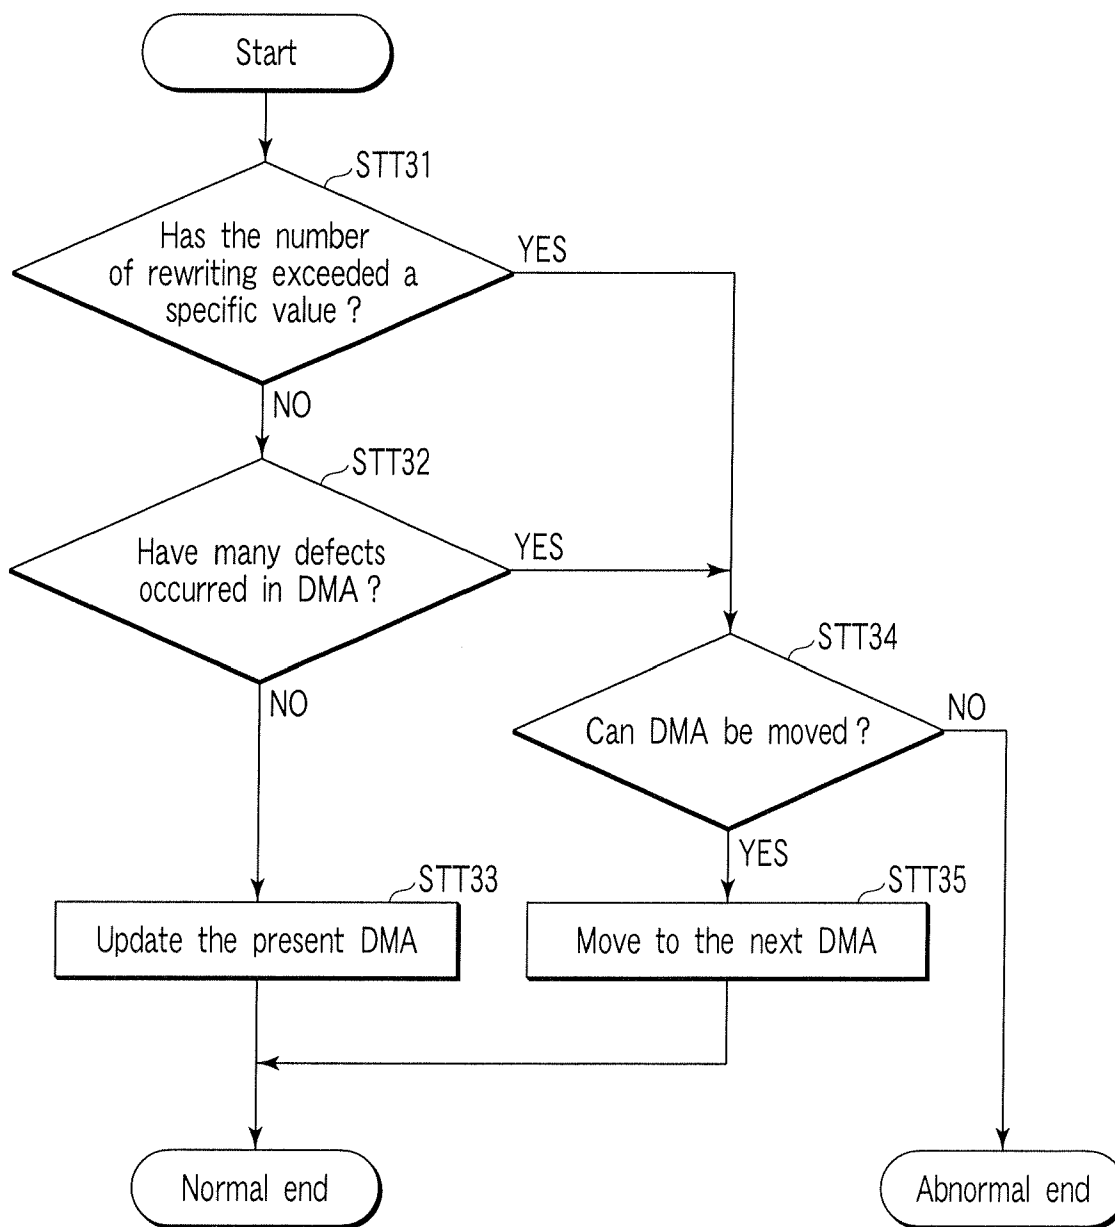 Start
STT31
Has the number
of rewriting exceeded a
specific value ?
YES
NO
STT32
Have many defects
occurred in DMA ?
YES
NO
STT34
Can DMA be moved ?
NO
YES
STT33
Update the present DMA
STT35
Move to the next DMA
Normal end
Abnormal end